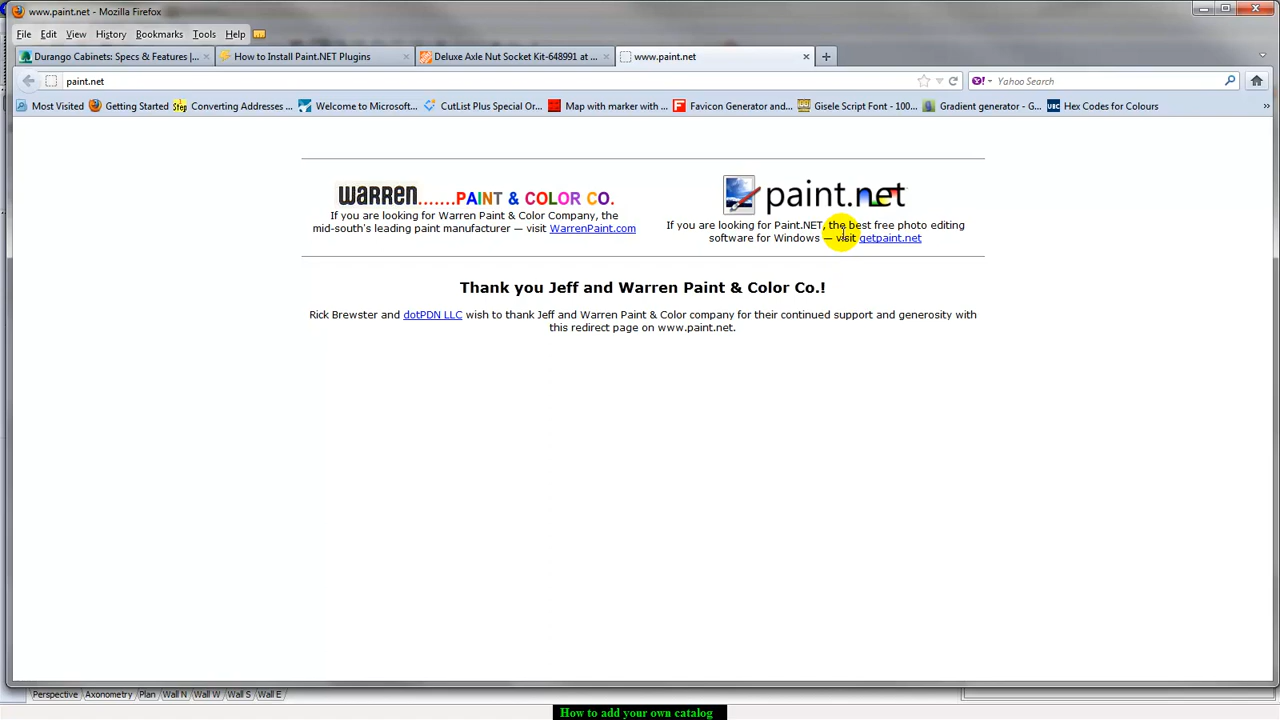 www.paint.net - Mozilla Firefox
File Edit View History Bookmarks Tools Help
Durango Cabinets: Specs & Features |... How to Install Paint.NET Plugins Deluxe Axle Nut Socket Kit-648991 at ... www.paint.net
paint.net Yahoo Search
Most Visited Getting Started Step Converting Addresses ... Welcome to Microsoft... CutList Plus Special Or... Map with marker with ... Favicon Generator and... Gisele Script Font - 100... Gradient generator - G... UBC Hex Codes for Colours
WARREN.......PAINT & COLOR CO.
If you are looking for Warren Paint & Color Company, the
mid-south's leading paint manufacturer — visit WarrenPaint.com
paint.net
If you are looking for Paint.NET, the best free photo editing
software for Windows — visit getpaint.net
Thank you Jeff and Warren Paint & Color Co.!
Rick Brewster and dotPDN LLC wish to thank Jeff and Warren Paint & Color company for their continued support and generosity with
this redirect page on www.paint.net.
Perspective Axonometry Plan Wall N Wall W Wall S Wall E
How to add your own catalog